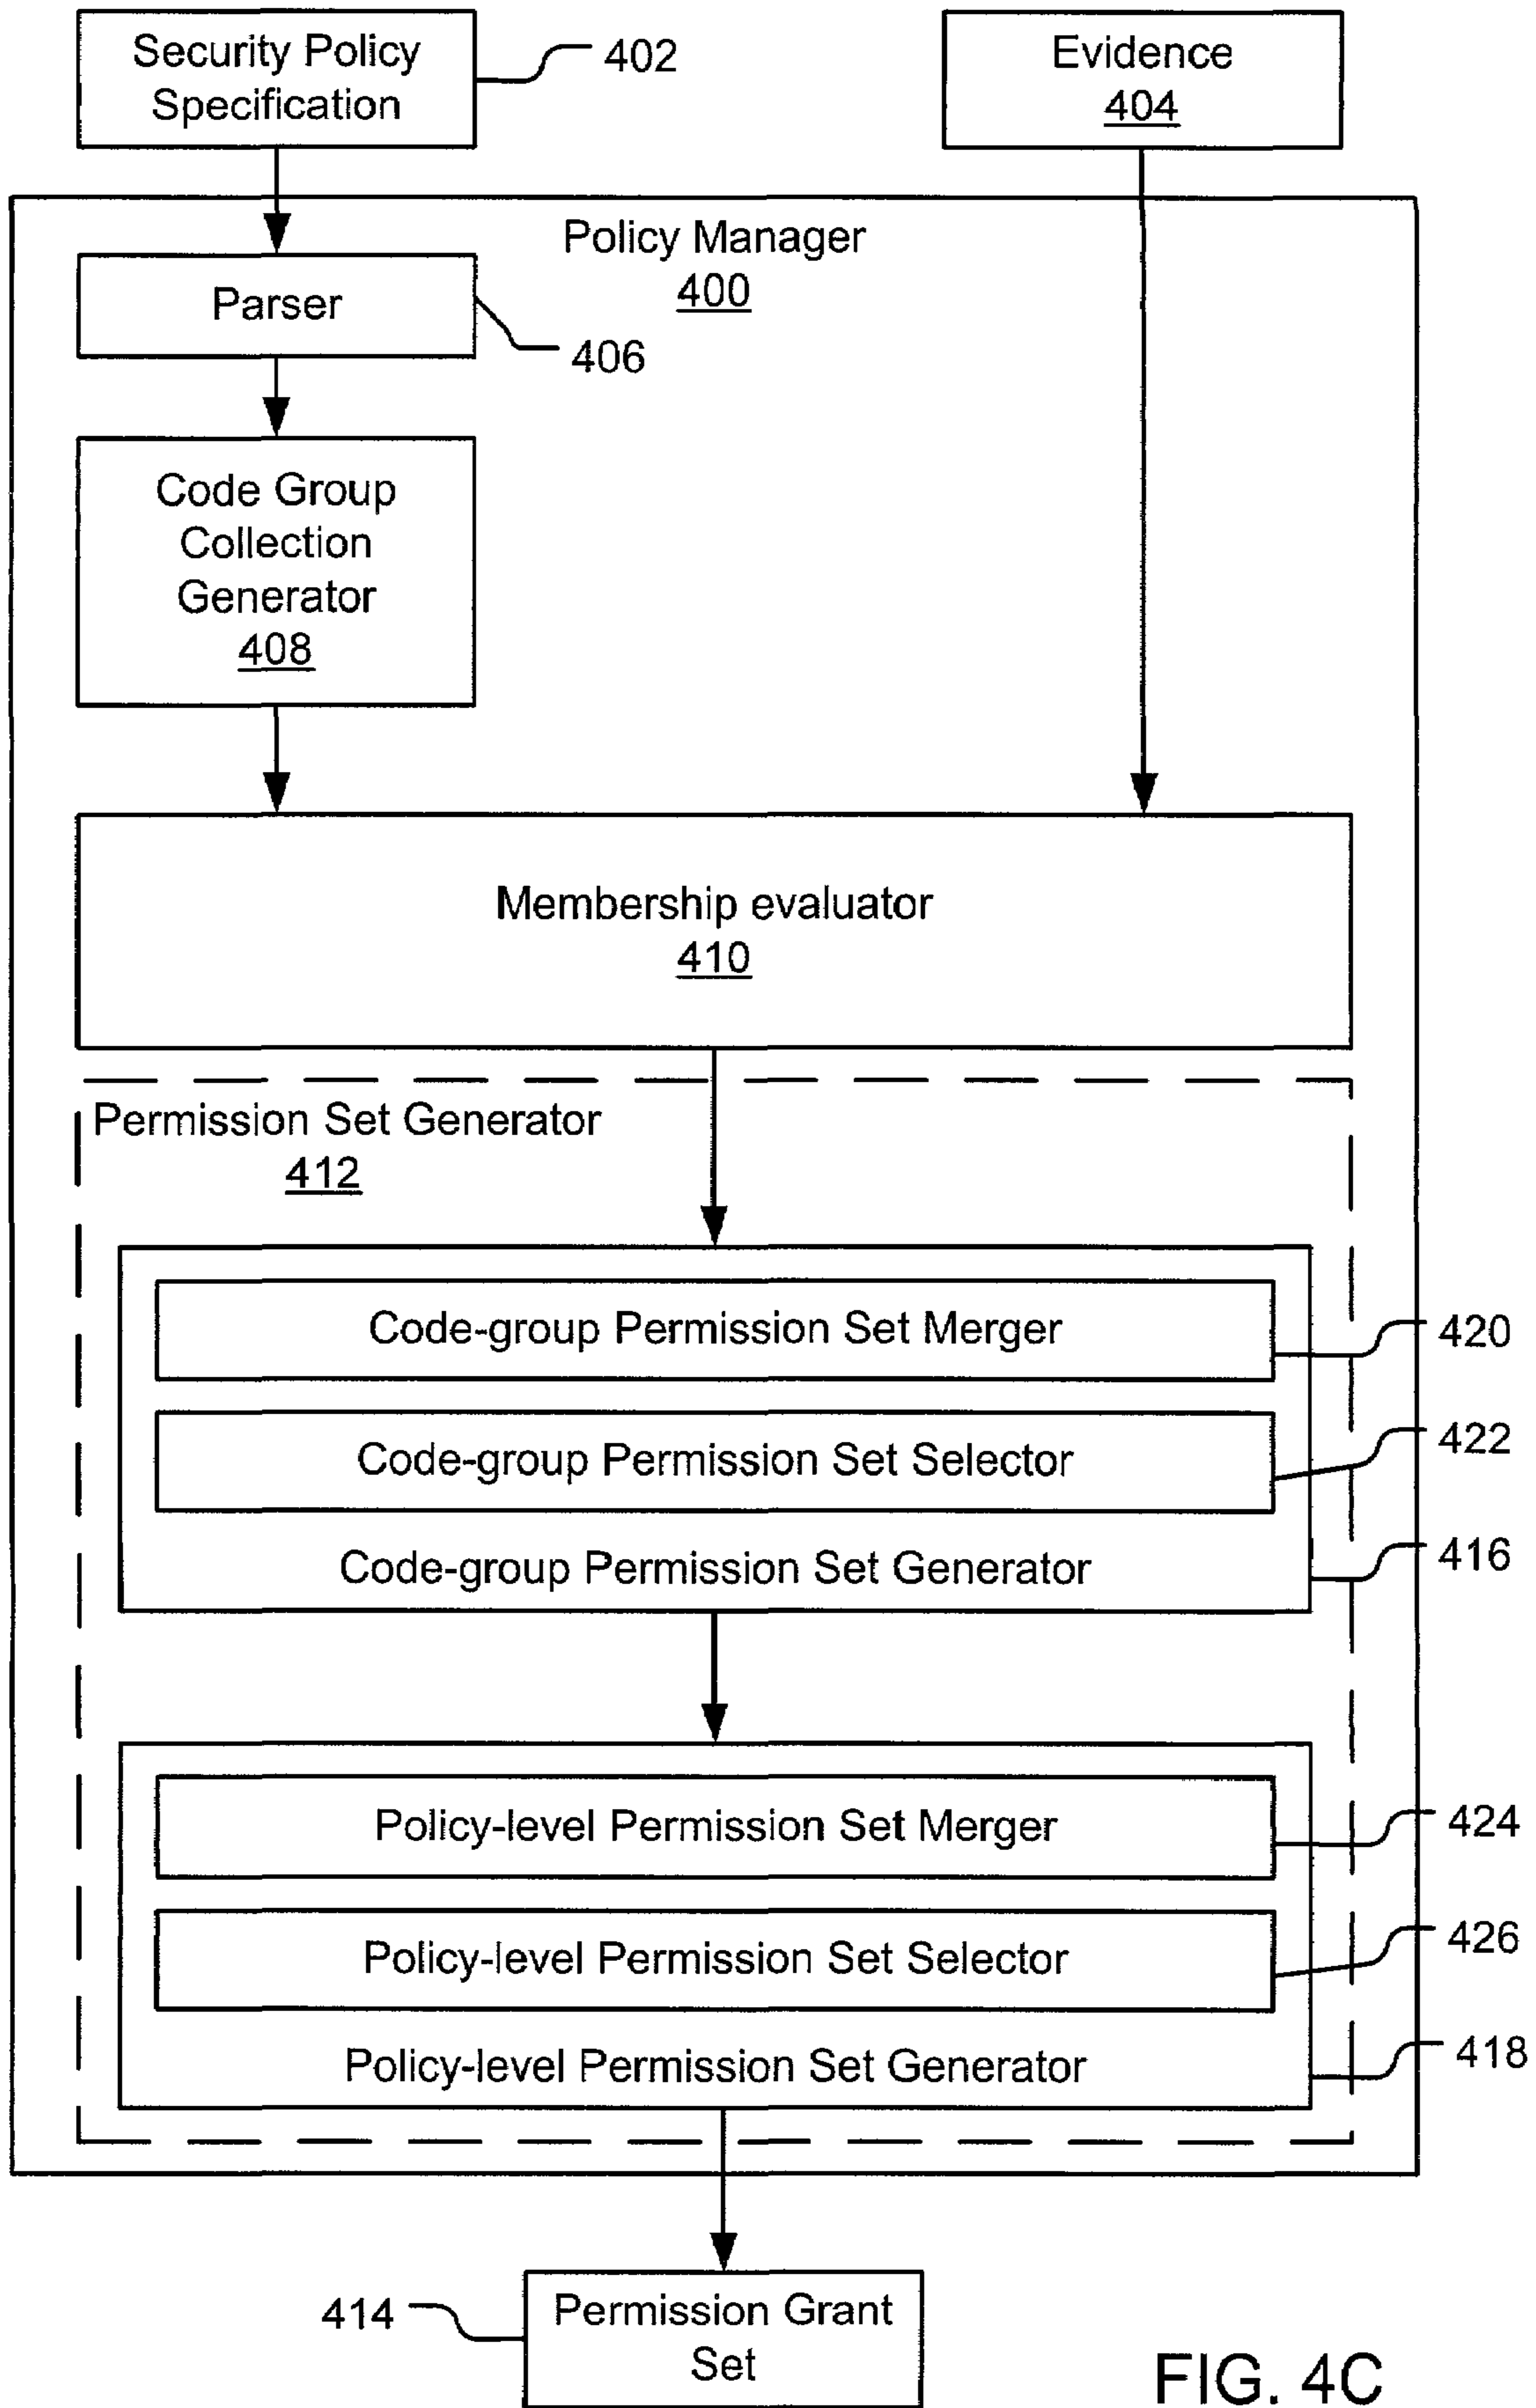 Security Policy
Specification
402
Evidence
404
Policy Manager
400
Parser
406
Code Group
Collection
Generator
408
Membership evaluator
410
Permission Set Generator
412
Code-group Permission Set Merger
420
Code-group Permission Set Selector
422
Code-group Permission Set Generator
416
Policy-level Permission Set Merger
424
Policy-level Permission Set Selector
426
Policy-level Permission Set Generator
418
414
Permission Grant
Set
FIG. 4C